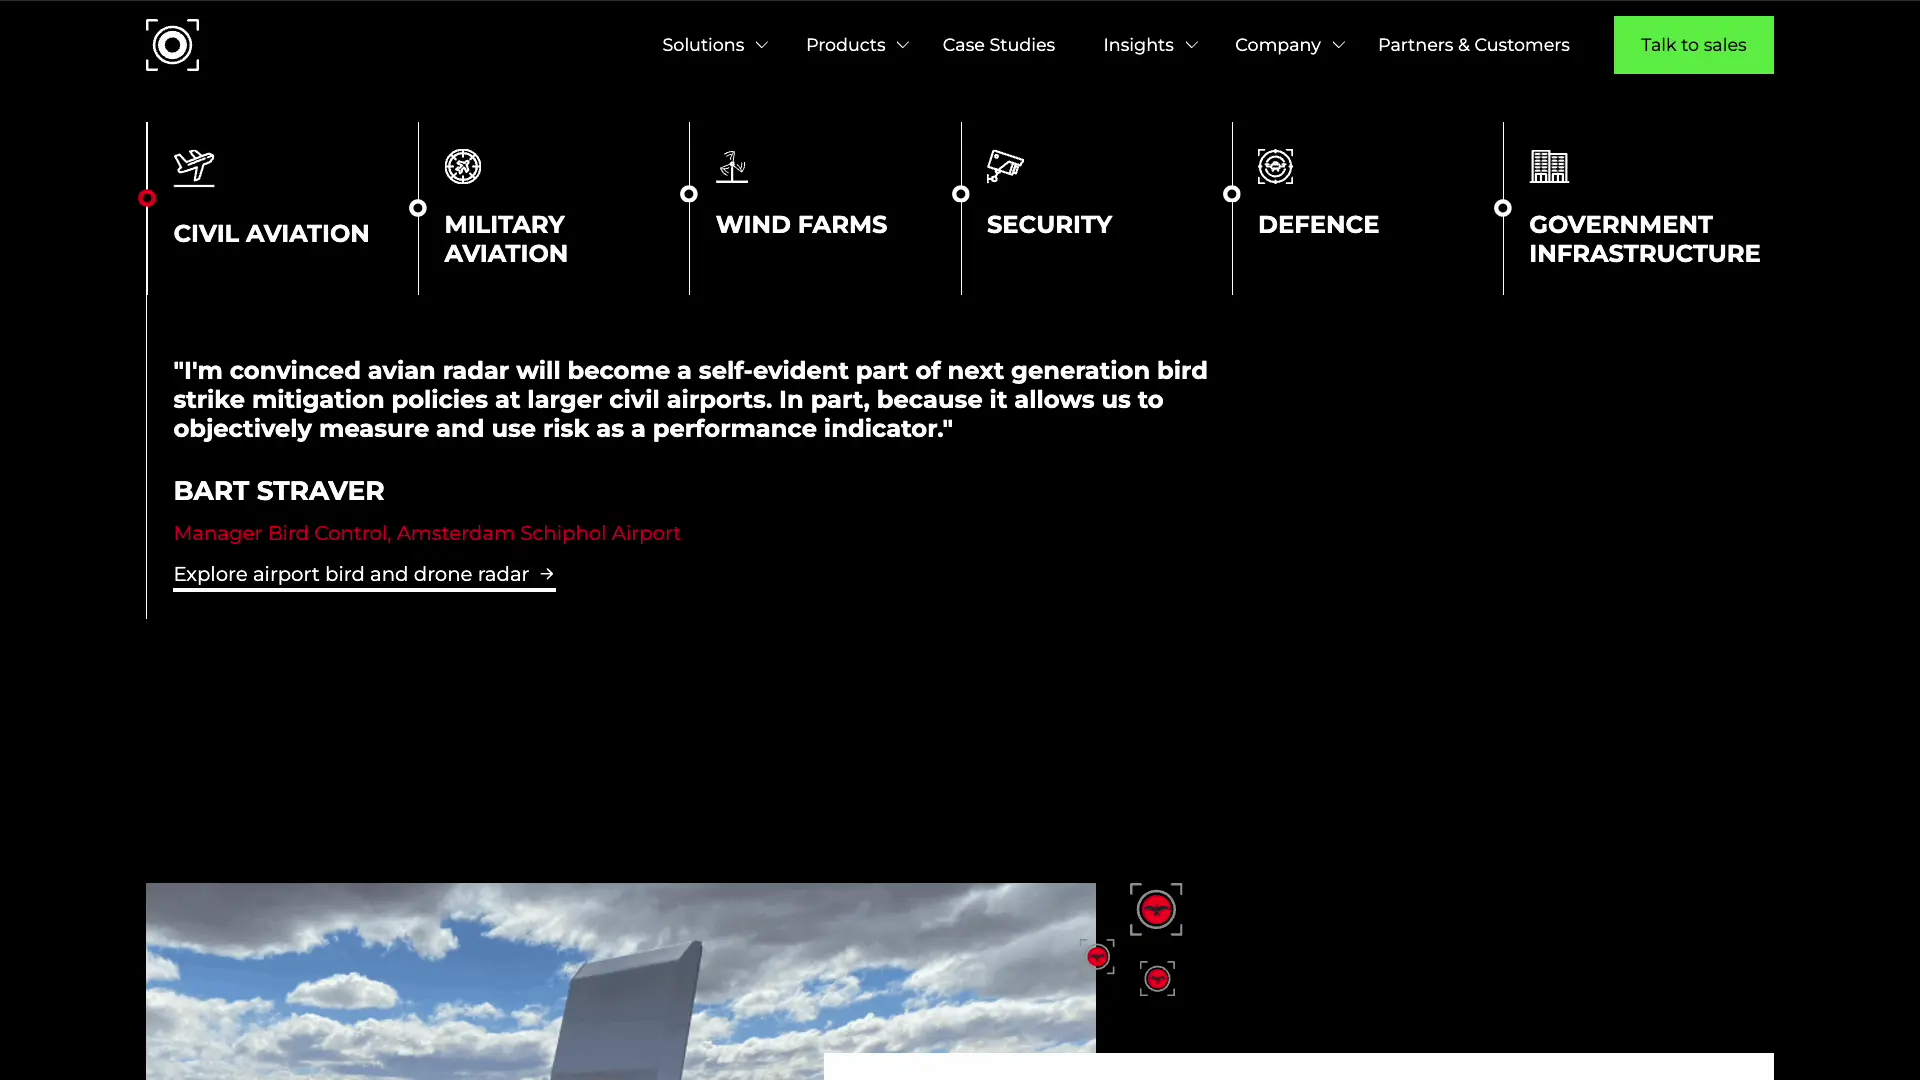 Solutions
Products
Case Studies
Insights
Company
Partners & Customers
Talk to sales
CIVIL AVIATION
MILITARY
AVIATION
WIND FARMS
SECURITY
DEFENCE
GOVERNMENT
INFRASTRUCTURE
"I'm convinced avian radar will become a self-evident part of next generation bird
strike mitigation policies at larger civil airports. In part, because it allows us to
objectively measure and use risk as a performance indicator."
BART STRAVER
Manager Bird Control, Amsterdam Schiphol Airport
Explore airport bird and drone radar →